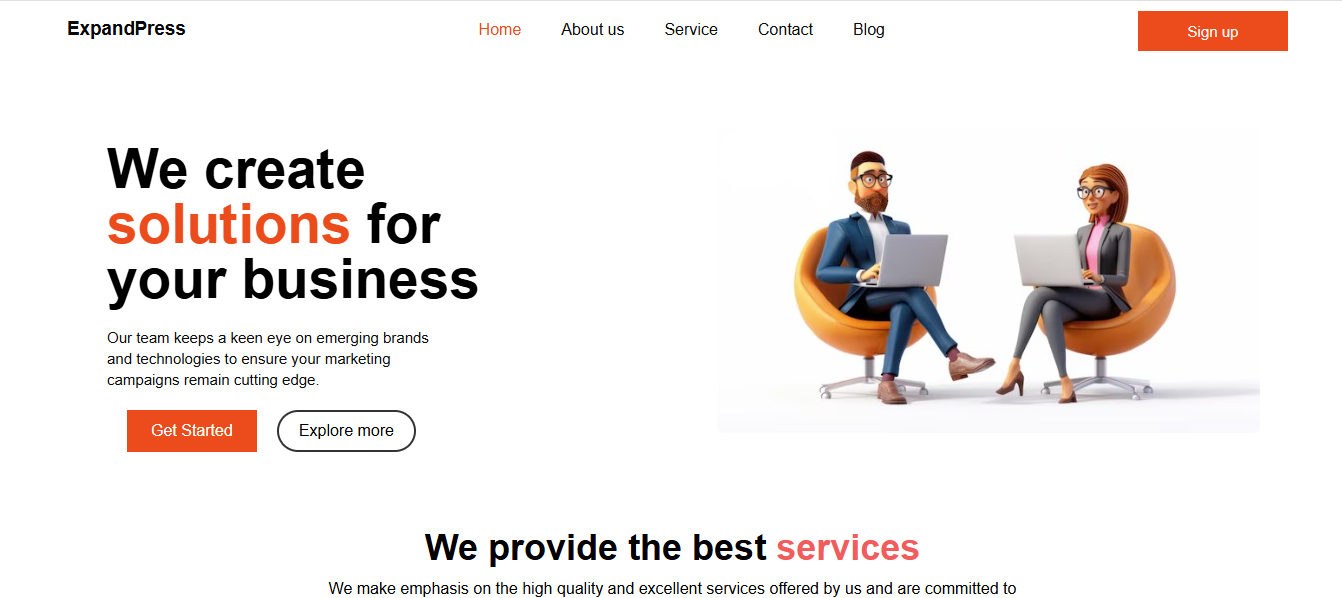 ExpandPress
Home
About us
Service
Contact
Blog
Sign up
We create
solutions for
your business
Our team keeps a keen eye on emerging brands
and technologies to ensure your marketing
campaigns remain cutting edge.
Get Started
Explore more
We provide the best services
We make emphasis on the high quality and excellent services offered by us and are committed to